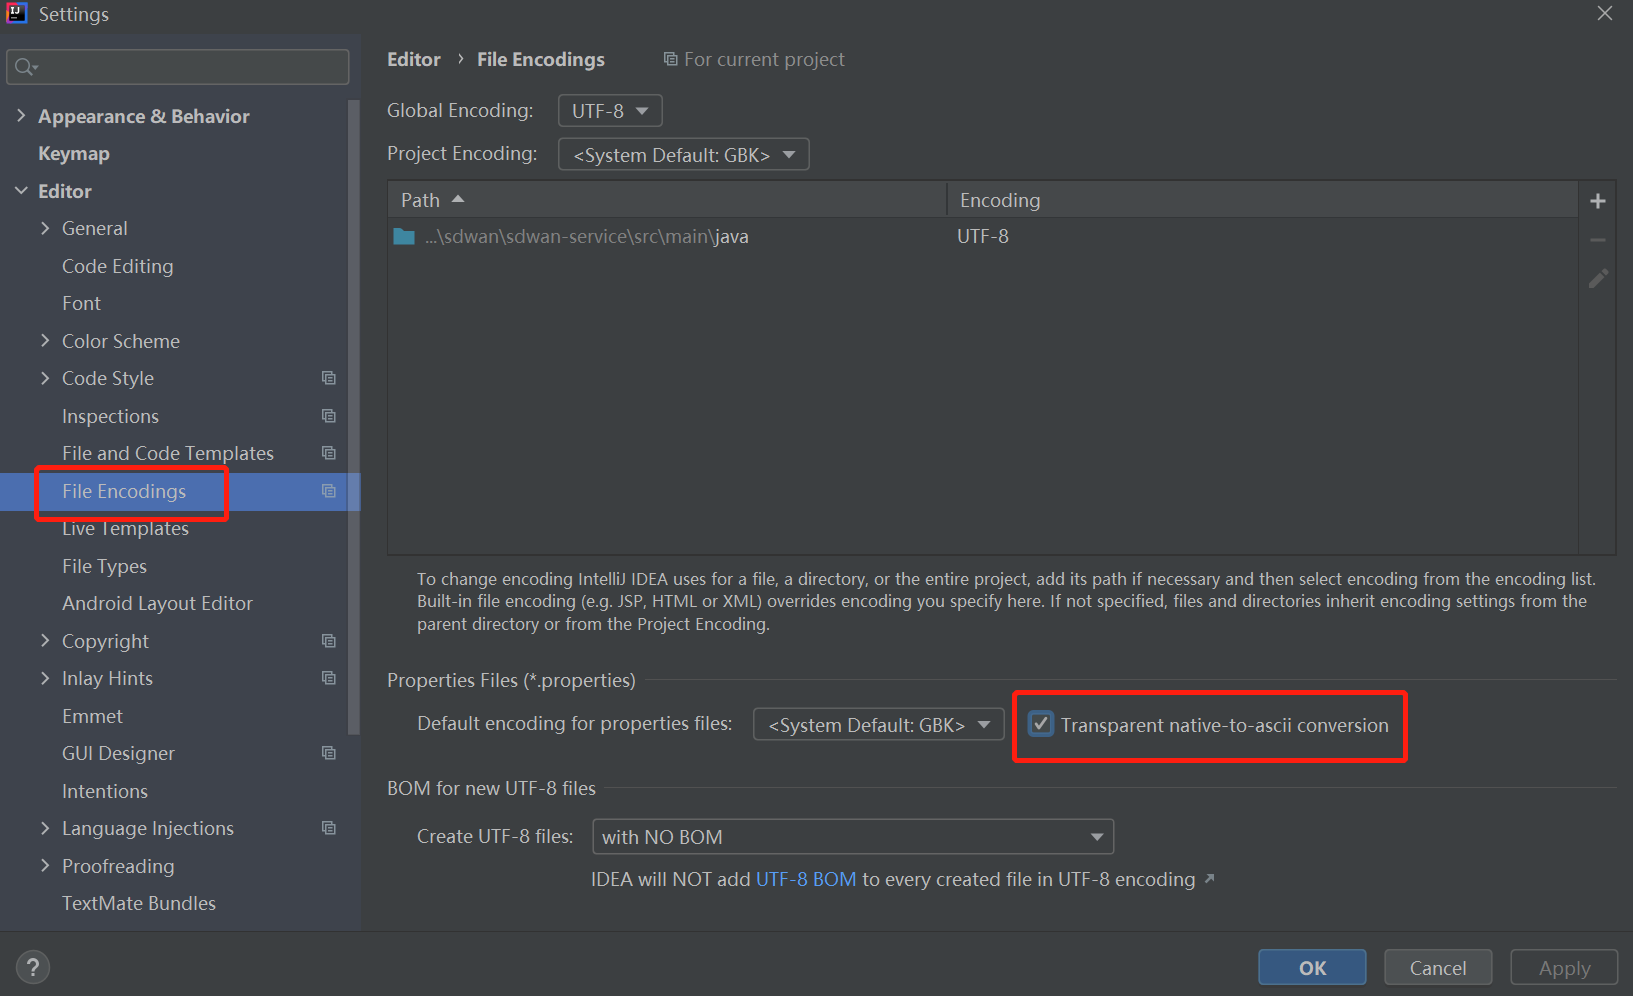 Settings
Appearance & Behavior
Keymap
Editor
General
Code Editing
Font
Color Scheme
Code Style
Inspections
File and Code Templates
File Encodings
Live Templates
File Types
Android Layout Editor
Copyright
Inlay Hints
Emmet
GUI Designer
Intentions
Language Injections
Proofreading
TextMate Bundles
Editor › File Encodings For current project
Global Encoding: UTF-8
Project Encoding: <System Default: GBK>
Path Encoding
...\sdwan\sdwan-service\src\main\java UTF-8
To change encoding IntelliJ IDEA uses for a file, a directory, or the entire project, add its path if necessary and then select encoding from the encoding list.
Built-in file encoding (e.g. JSP, HTML or XML) overrides encoding you specify here. If not specified, files and directories inherit encoding settings from the
parent directory or from the Project Encoding.
Properties Files (*.properties)
Default encoding for properties files: <System Default: GBK> Transparent native-to-ascii conversion
BOM for new UTF-8 files
Create UTF-8 files: with NO BOM
IDEA will NOT add UTF-8 BOM to every created file in UTF-8 encoding
? OK Cancel Apply